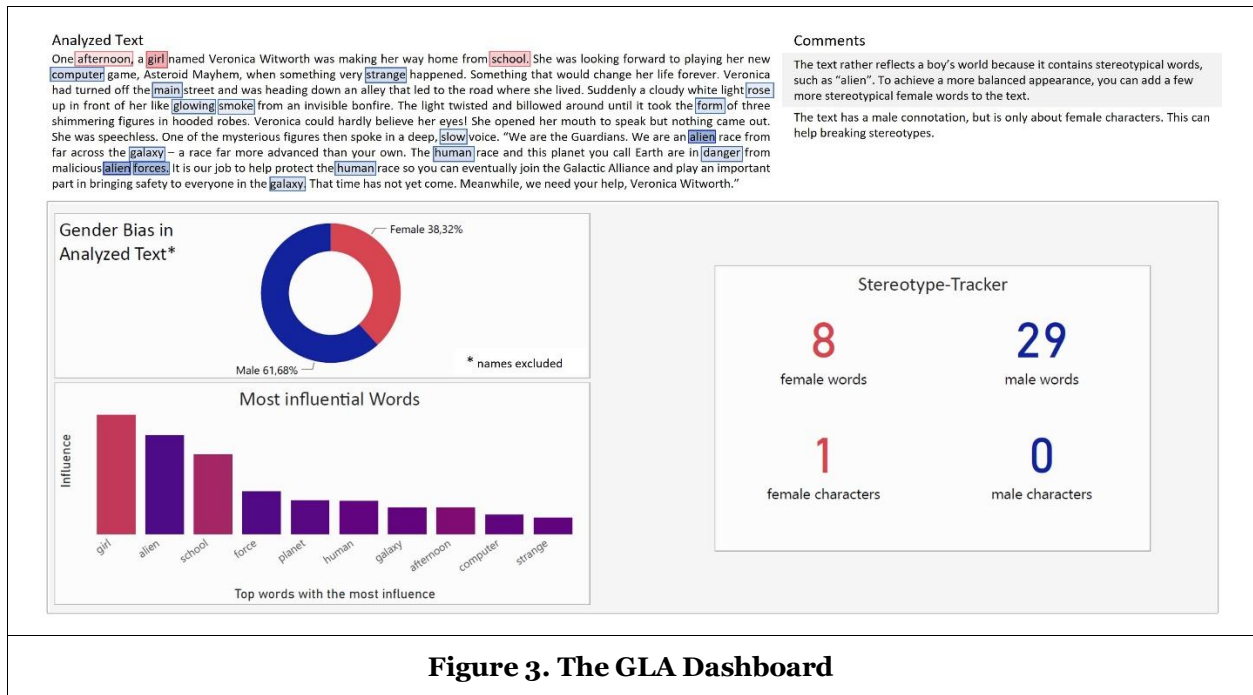 Analyzed Text
One afternoon, a girl named Veronica Witworth was making her way home from school. She was looking forward to playing her new
computer game, Asteroid Mayhem, when something very strange happened. Something that would change her life forever. Veronica
had turned off the main street and was heading down an alley that led to the road where she lived. Suddenly a cloudy white light rose
up in front of her like glowing smoke from an invisible bonfire. The light twisted and billowed around until it took the form of three
shimmering figures in hooded robes. Veronica could hardly believe her eyes! She opened her mouth to speak but nothing came out.
She was speechless. One of the mysterious figures then spoke in a deep, slow voice. “We are the Guardians. We are an alien race from
far across the galaxy – a race far more advanced than your own. The human race and this planet you call Earth are in danger from
malicious alien forces. It is our job to help protect the human race so you can eventually join the Galactic Alliance and play an important
part in bringing safety to everyone in the galaxy. That time has not yet come. Meanwhile, we need your help, Veronica Witworth.”
Comments
The text rather reflects a boy’s world because it contains stereotypical words,
such as “alien”. To achieve a more balanced appearance, you can add a few
more stereotypical female words to the text.
The text has a male connotation, but is only about female characters. This can
help breaking stereotypes.
Gender Bias in
Analyzed Text*
Female 38,32%
Male 61,68%
* names excluded
Most influential Words
Influence
girl
alien
school
force
planet
human
galaxy
afternoon
computer
strange
Top words with the most influence
Stereotype-Tracker
8 29
female words male words
1 0
female characters male characters
Figure 3. The GLA Dashboard